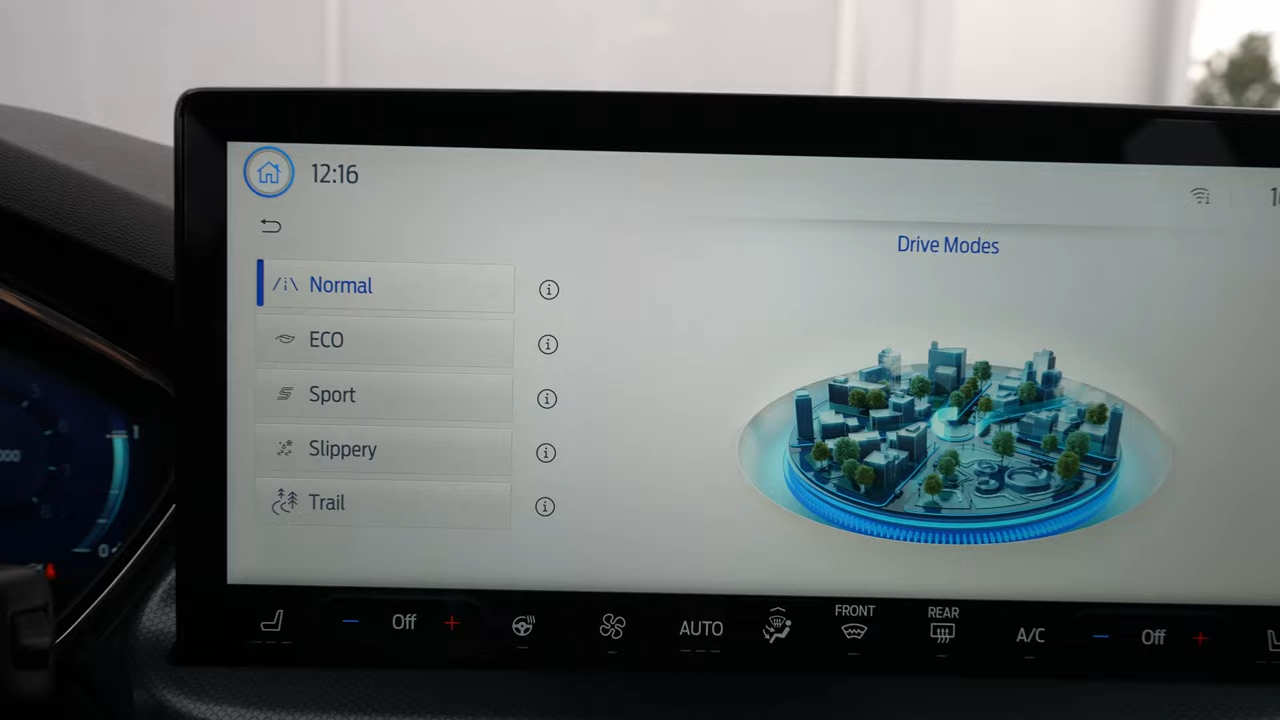 12:16
Drive Modes
Normal
ECO
Sport
Slippery
Trail
Off
AUTO
FRONT
REAR
A/C
Off